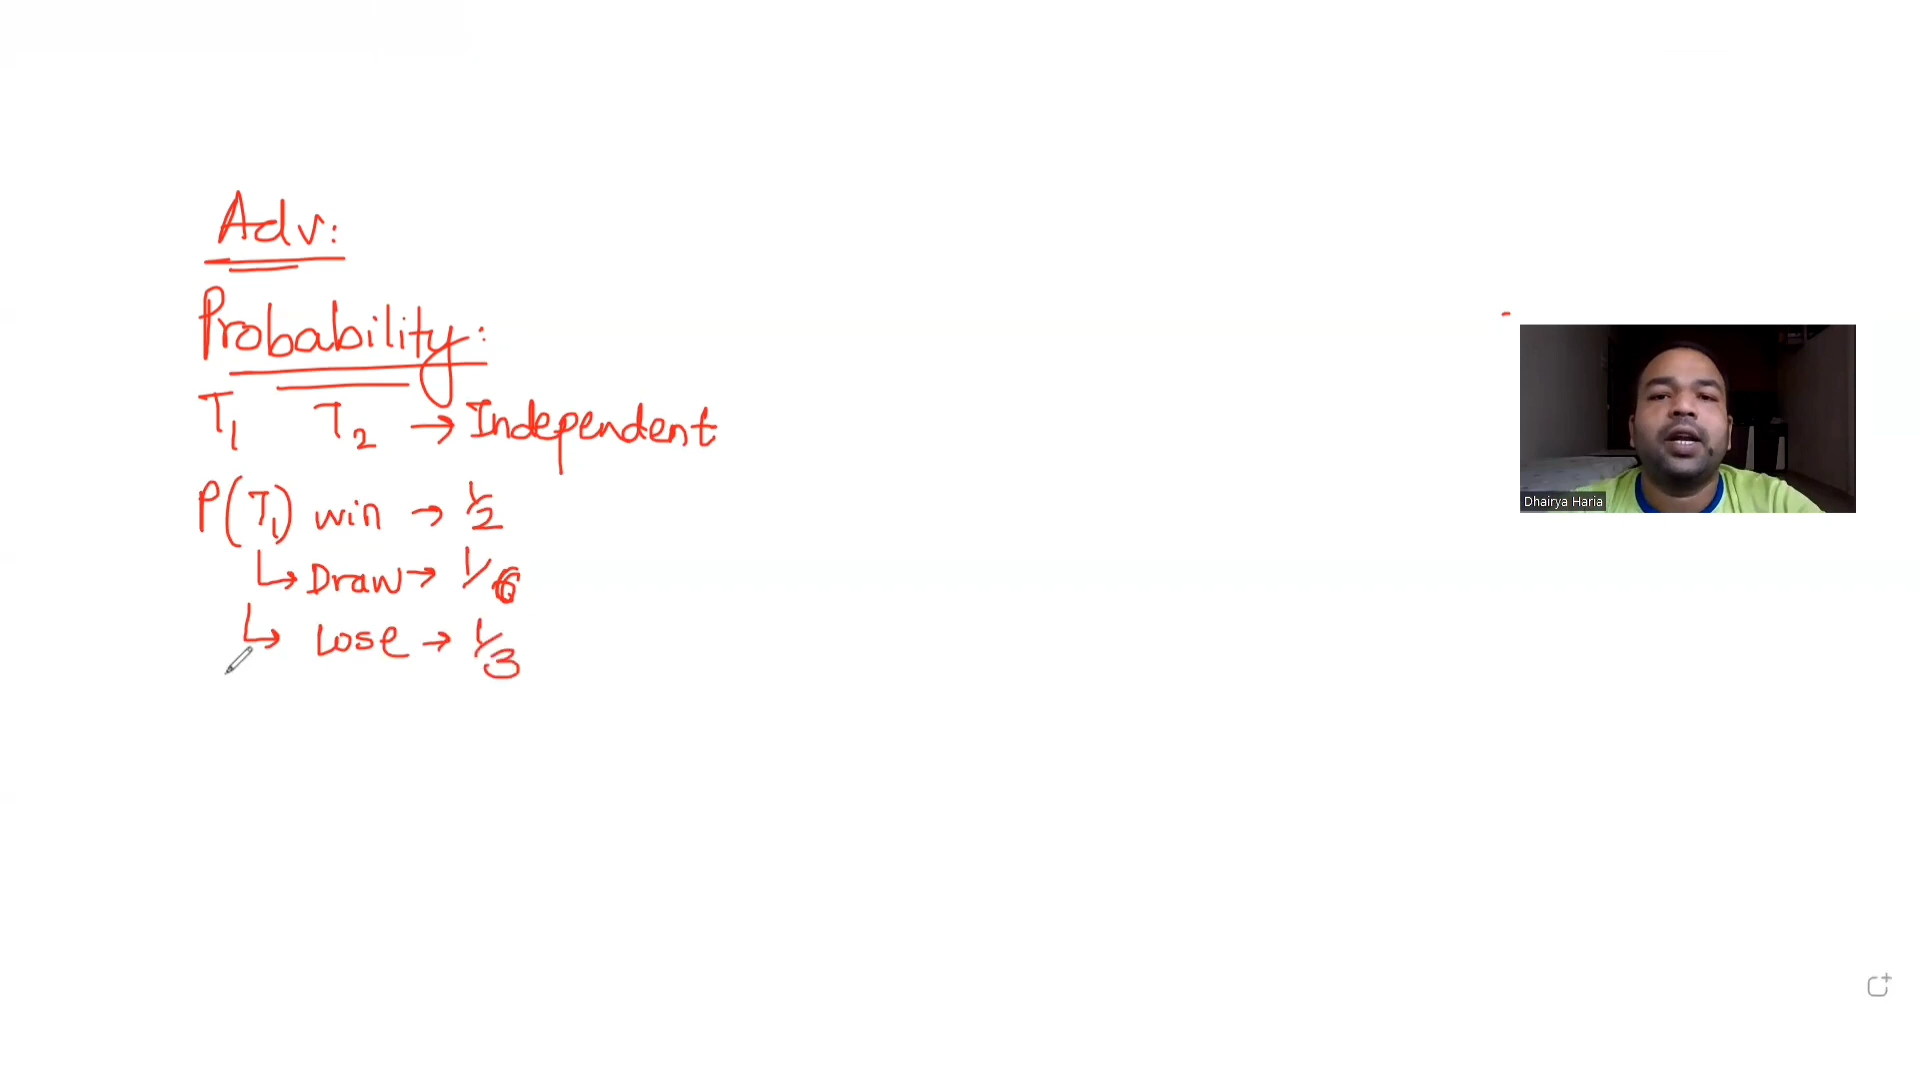 Adv:
Probability:
T1 T2 → Independent
P(T1) win → 1/2
↳ Draw → 1/6
↳ Lose → 1/3
Dhairya Haria